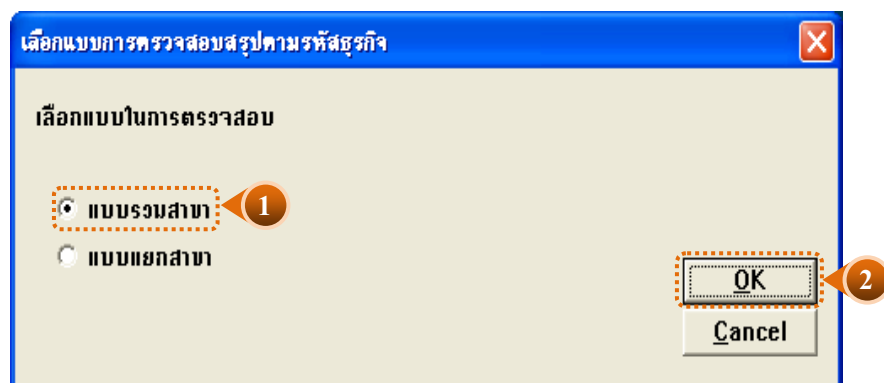 เลือกแบบการตรวจสอบสรุปตามรหัสธุรกิจ
เลือกแบบในการตรวจสอบ
แบบรวมสาขา 1
แบบแยกสาขา
OK 2
Cancel